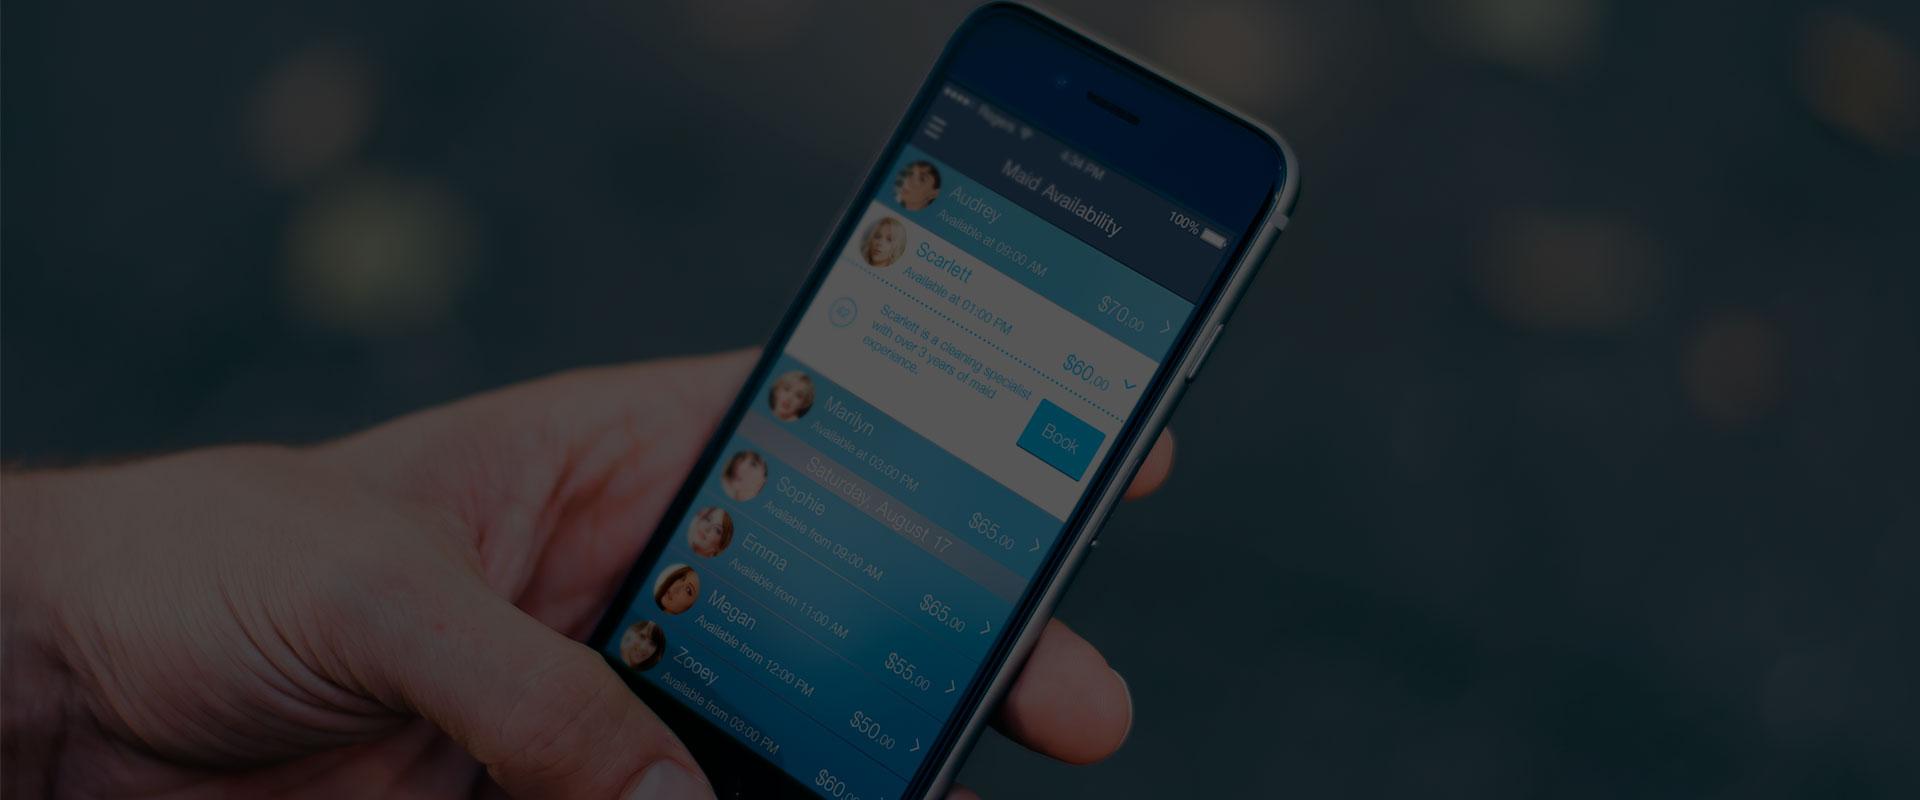 Rogers
4:34 PM
100%
Maid Availability
Audrey
Available at 09:00 AM
$70.00
Scarlett
Available at 01:00 PM
$60.00
Scarlett is a cleaning specialist
with over 3 years of maid
experience.
Book
Marilyn
Available at 03:00 PM
$65.00
Saturday, August 17
Sophie
Available from 09:00 AM
$65.00
Emma
Available from 11:00 AM
$55.00
Megan
Available from 12:00 PM
$50.00
Zooey
Available from 03:00 PM
$60.00